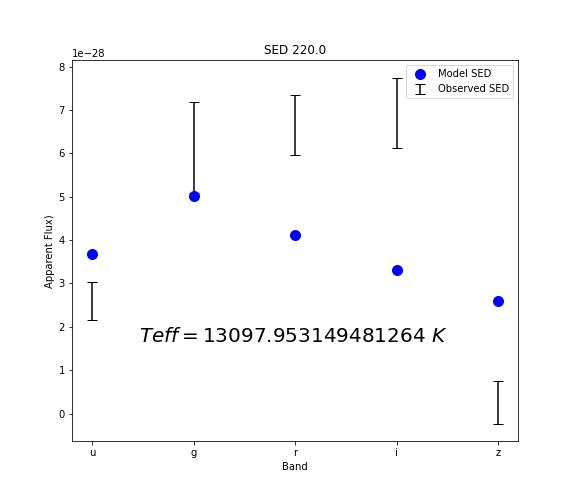 SED 220.0
1e−28
Model SED
Observed SED
8
7
6
5
4
3
2
1
0
Apparent Flux)
Teff = 13097.953149481264 K
u g r i z
Band